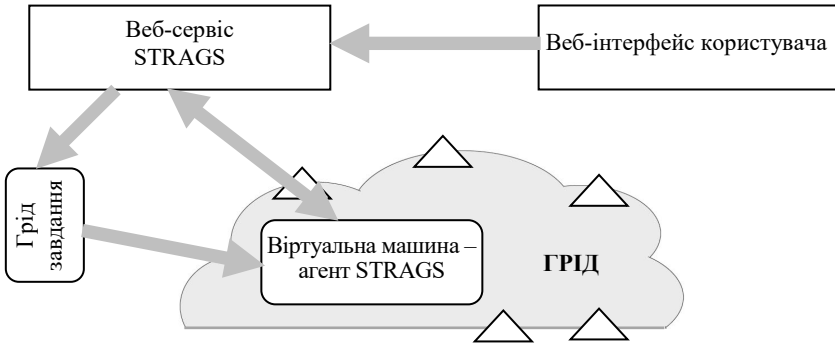 Веб-сервіс
STRAGS
Веб-інтерфейс користувача
Грід
завдання
Віртуальна машина –
агент STRAGS
ГРІД